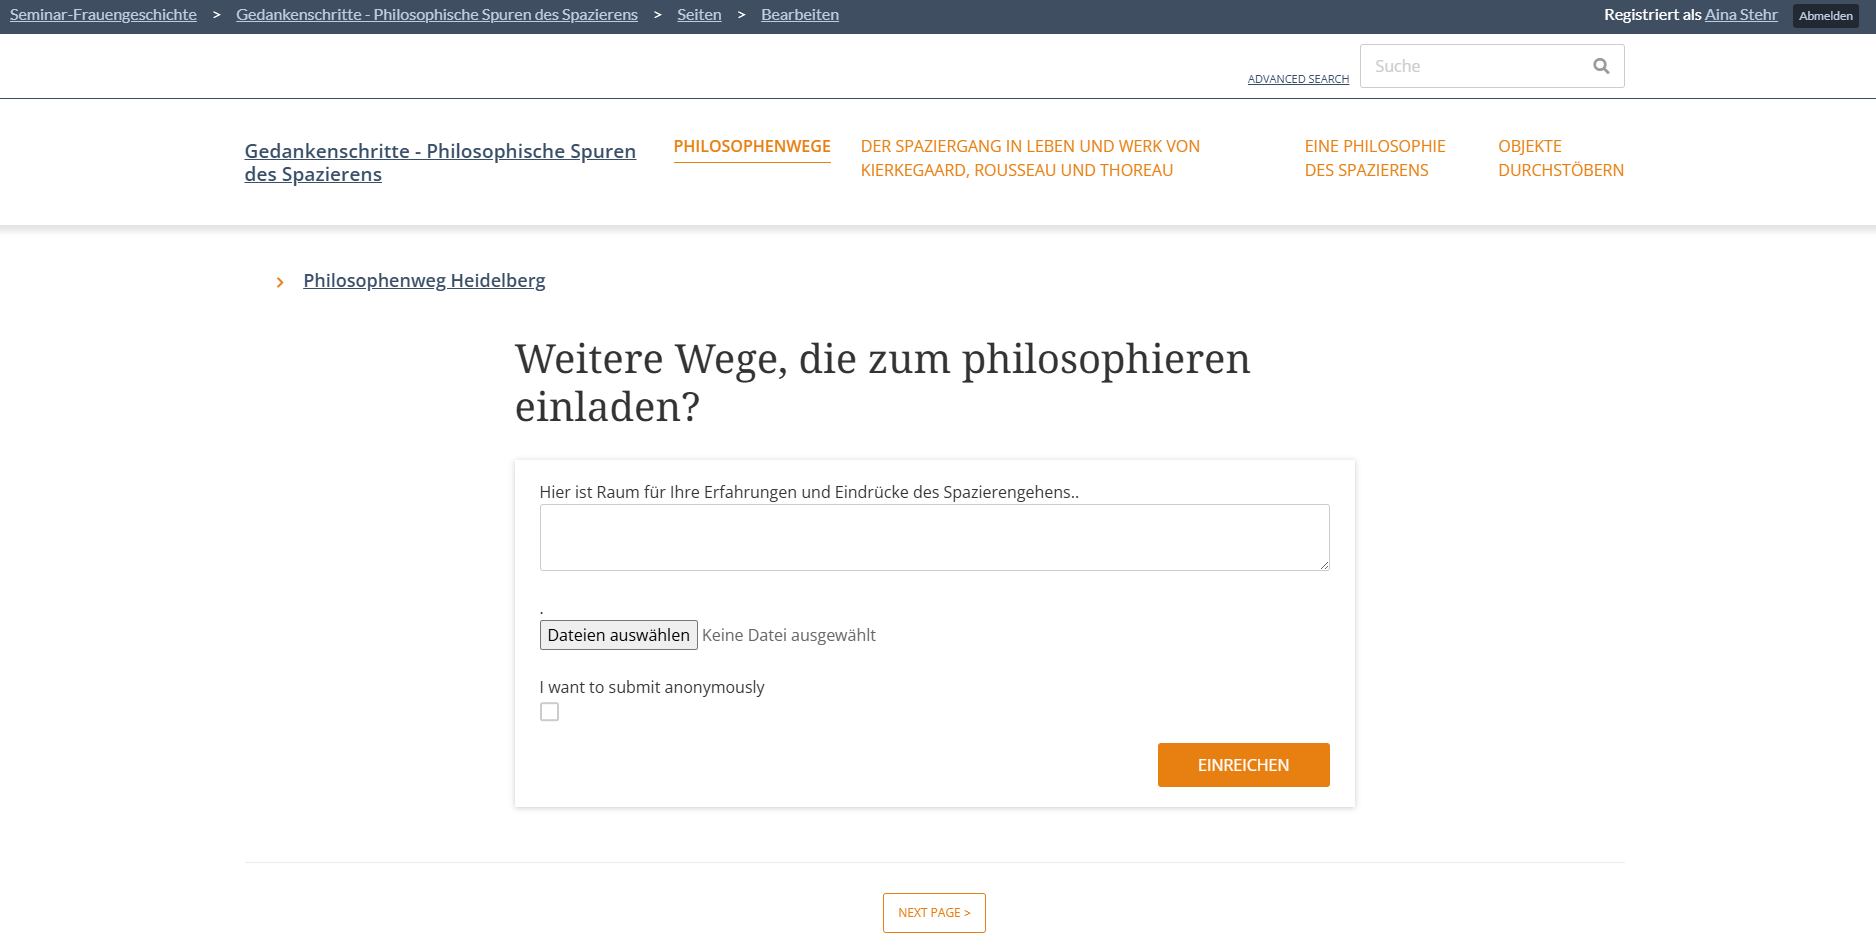 Seminar-Frauengeschichte > Gedankenschritte - Philosophische Spuren des Spazierens > Seiten > Bearbeiten
Registriert als Aina Stehr Abmelden
ADVANCED SEARCH Suche
Gedankenschritte - Philosophische Spuren
des Spazierens
PHILOSOPHENWEGE
DER SPAZIERGANG IN LEBEN UND WERK VON
KIERKEGAARD, ROUSSEAU UND THOREAU
EINE PHILOSOPHIE
DES SPAZIERENS
OBJEKTE
DURCHSTÖBERN
Philosophenweg Heidelberg
Weitere Wege, die zum philosophieren
einladen?
Hier ist Raum für Ihre Erfahrungen und Eindrücke des Spazierengehens..
.
Dateien auswählen Keine Datei ausgewählt
I want to submit anonymously
EINREICHEN
NEXT PAGE >